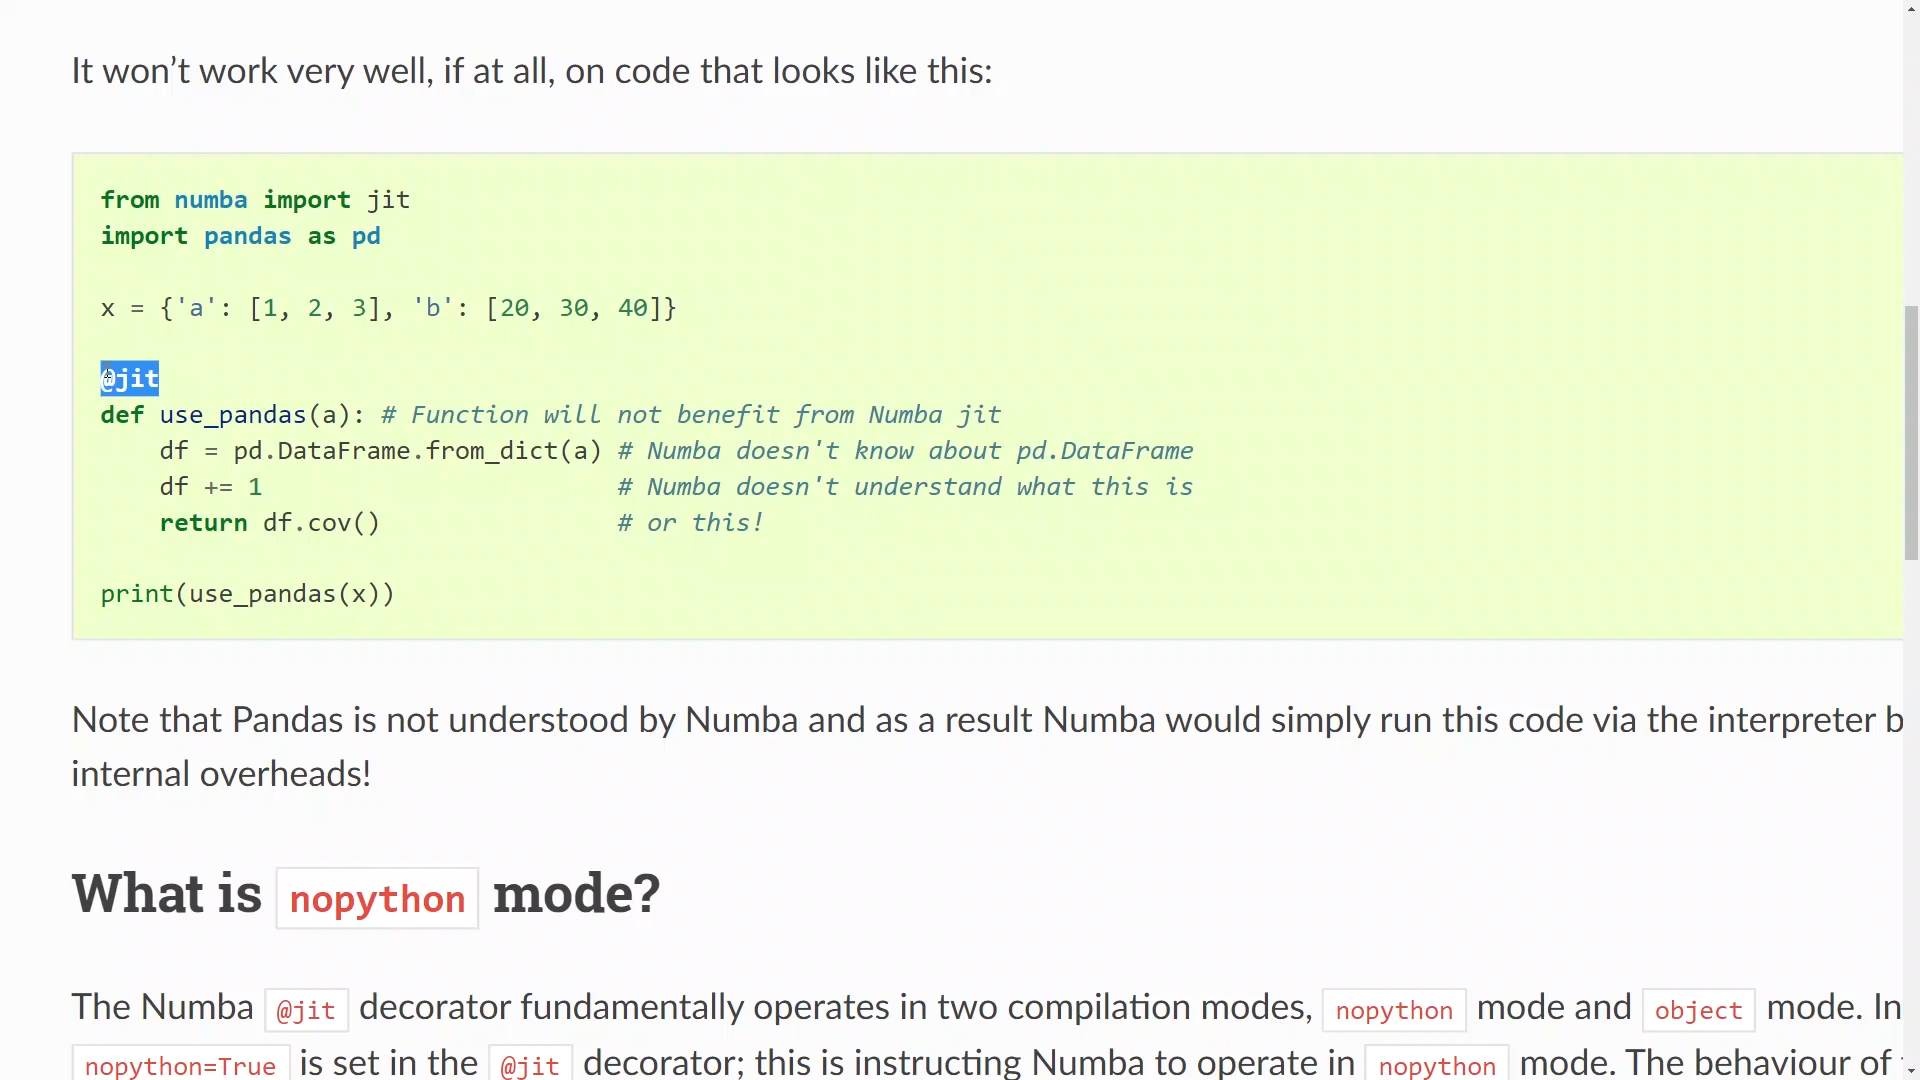 It won’t work very well, if at all, on code that looks like this:
from numba import jit
import pandas as pd
x = {'a': [1, 2, 3], 'b': [20, 30, 40]}
@jit
def use_pandas(a): # Function will not benefit from Numba jit
    df = pd.DataFrame.from_dict(a) # Numba doesn't know about pd.DataFrame
    df += 1                        # Numba doesn't understand what this is
    return df.cov()                # or this!
print(use_pandas(x))
Note that Pandas is not understood by Numba and as a result Numba would simply run this code via the interpreter b
internal overheads!
What is nopython mode?
The Numba @jit decorator fundamentally operates in two compilation modes, nopython mode and object mode. In
nopython=True is set in the @jit decorator; this is instructing Numba to operate in nopython mode. The behaviour of